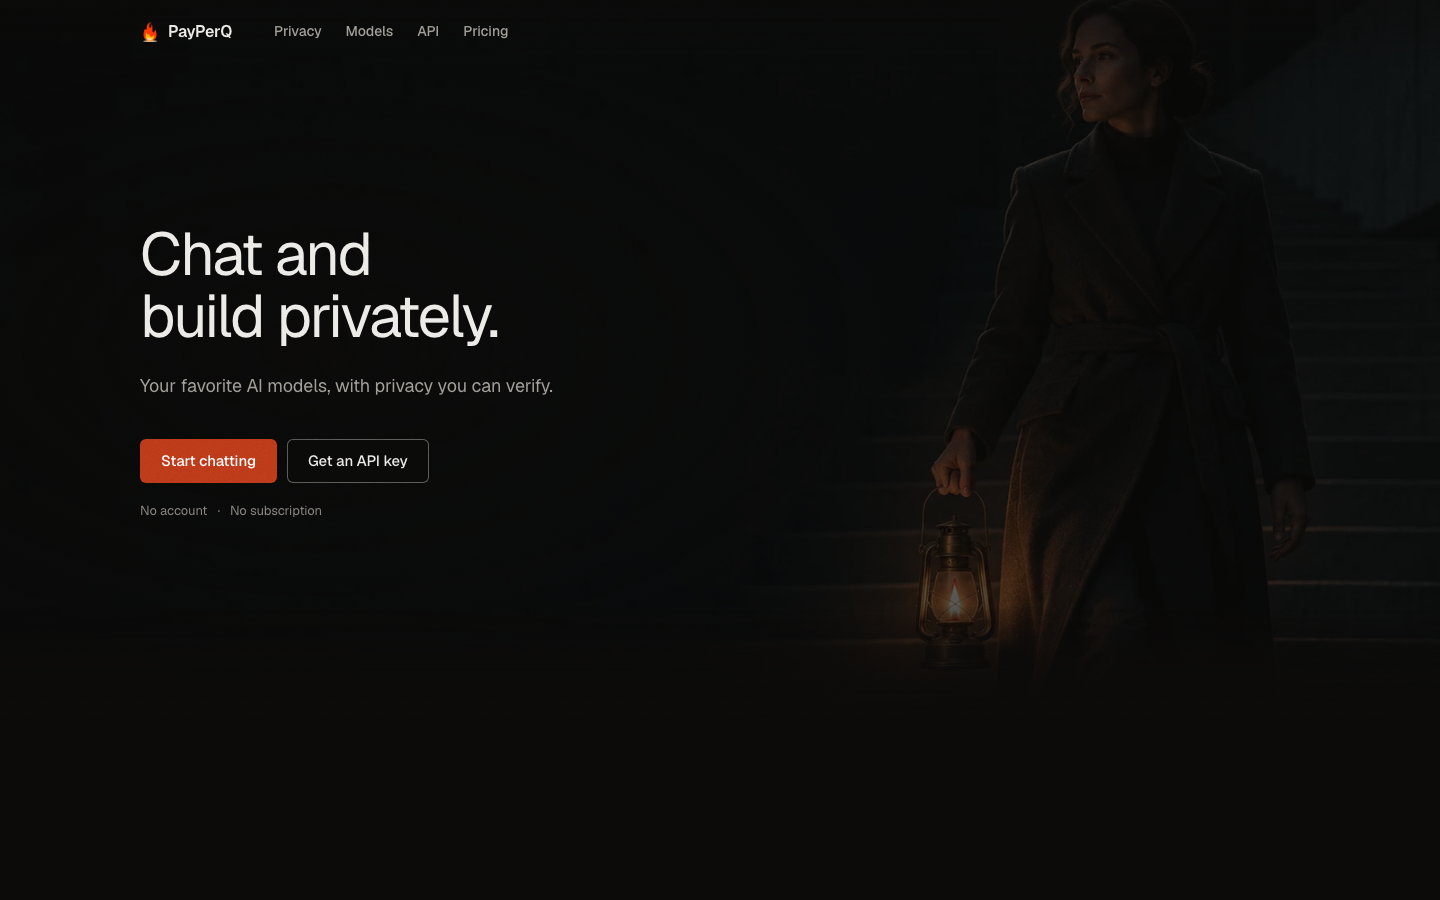 PayPerQ
Privacy
Models
API
Pricing
Chat and
build privately.
Your favorite AI models, with privacy you can verify.
Start chatting
Get an API key
No account · No subscription